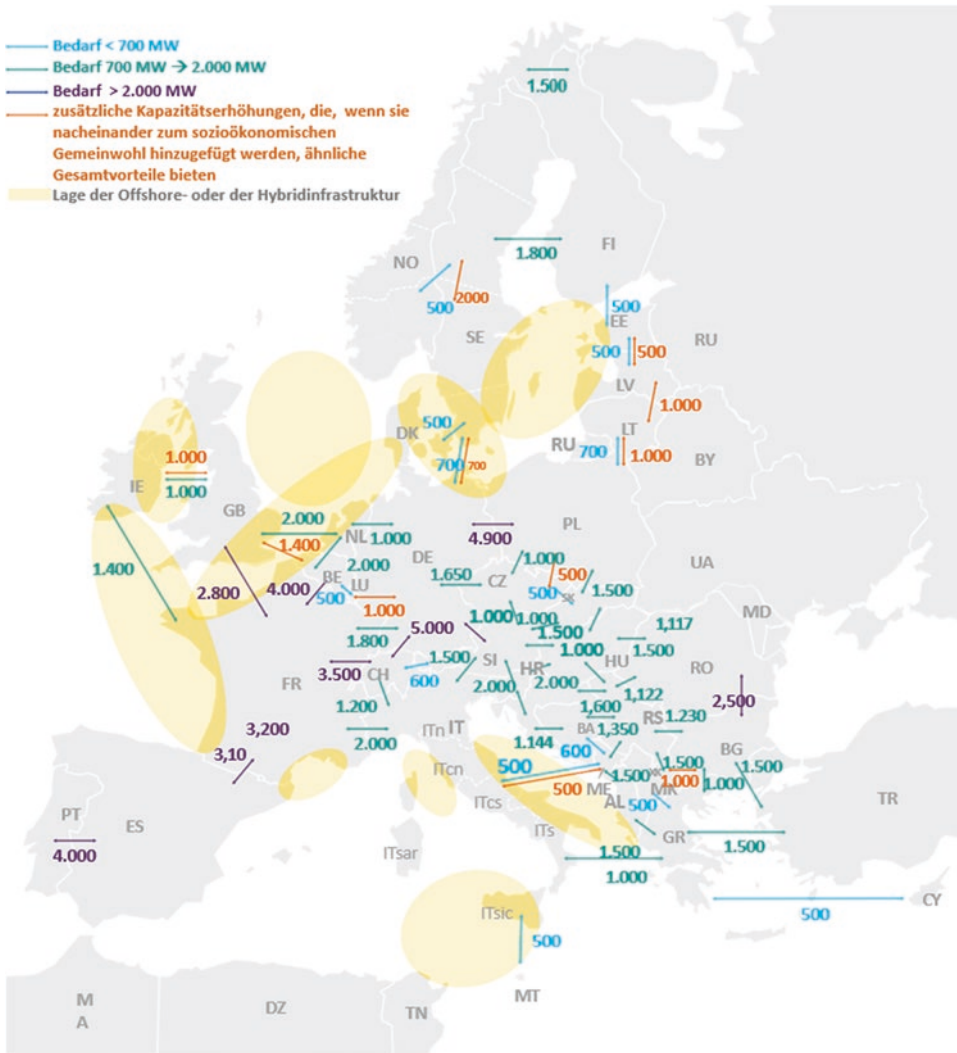 Bedarf < 700 MW
Bedarf 700 MW → 2.000 MW
Bedarf > 2.000 MW
zusätzliche Kapazitätserhöhungen, die, wenn sie
nacheinander zum sozioökonomischen
Gemeinwohl hinzugefügt werden, ähnliche
Gesamtvorteile bieten
Lage der Offshore- oder der Hybridinfrastruktur
1.500
1.800
FI
NO
500
2000
500
EE
SE
RU
500
500
LV
1.000
LT
DK
500
RU
700
1.000
BY
700
700
1.000
IE
1.000
GB
2.000
NL
1.000
4.900
PL
1.400
2.000
DE
1.000
UA
1.400
2.800
4.000
BE
500
LU
1.650
CZ
500
500
SK
1.500
1.000
1.000
1.000
MD
1.800
5.000
1.500
1,117
1.500
1.000
3.500
FR
CH
1.500
SI
HR
HU
RO
600
2.000
2.000
1,122
1.200
1,600
2,500
3,200
2.000
ITn
IT
1.144
BA
1,350
RS
1.230
3,10
600
BG
ITcn
500
1.500
1.500
1.500
500
ME
1.000
1.000
MK
ITcs
AL
500
TR
PT
ES
4.000
ITs
GR
1.500
ITsar
1.500
1.000
ITsic
500
CY
500
MT
M
A
DZ
TN